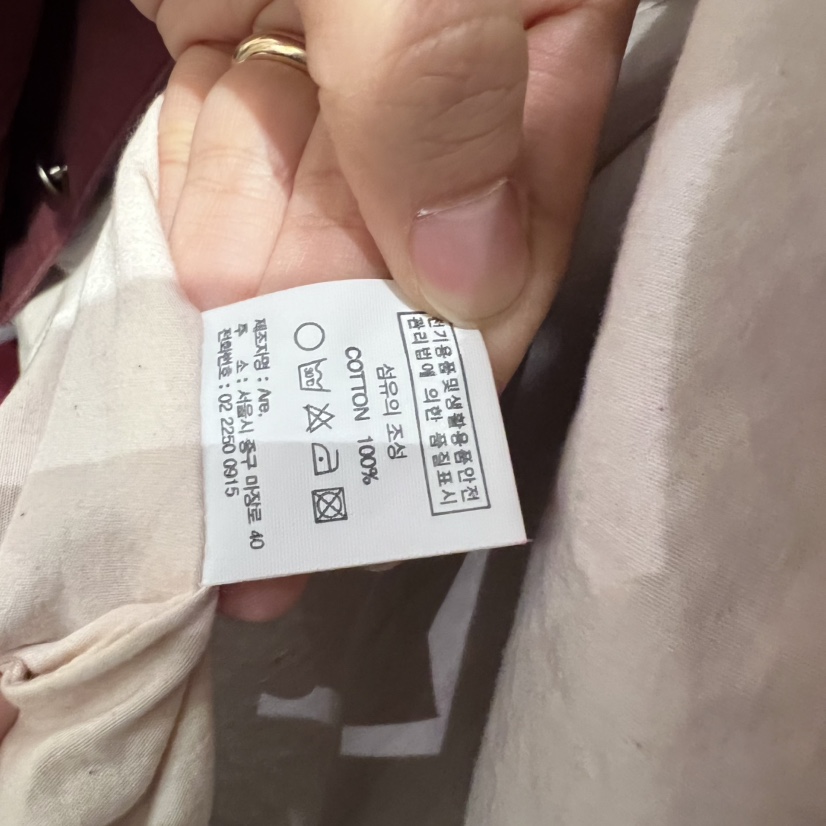 전기용품및생활용품안전
관리법에 의한 품질표시
섬유의 조성
COTTON 100%
30
제조자명 : Are.
주 소 : 서울시 중구 마장로 40
전화번호 : 02 2250 0915